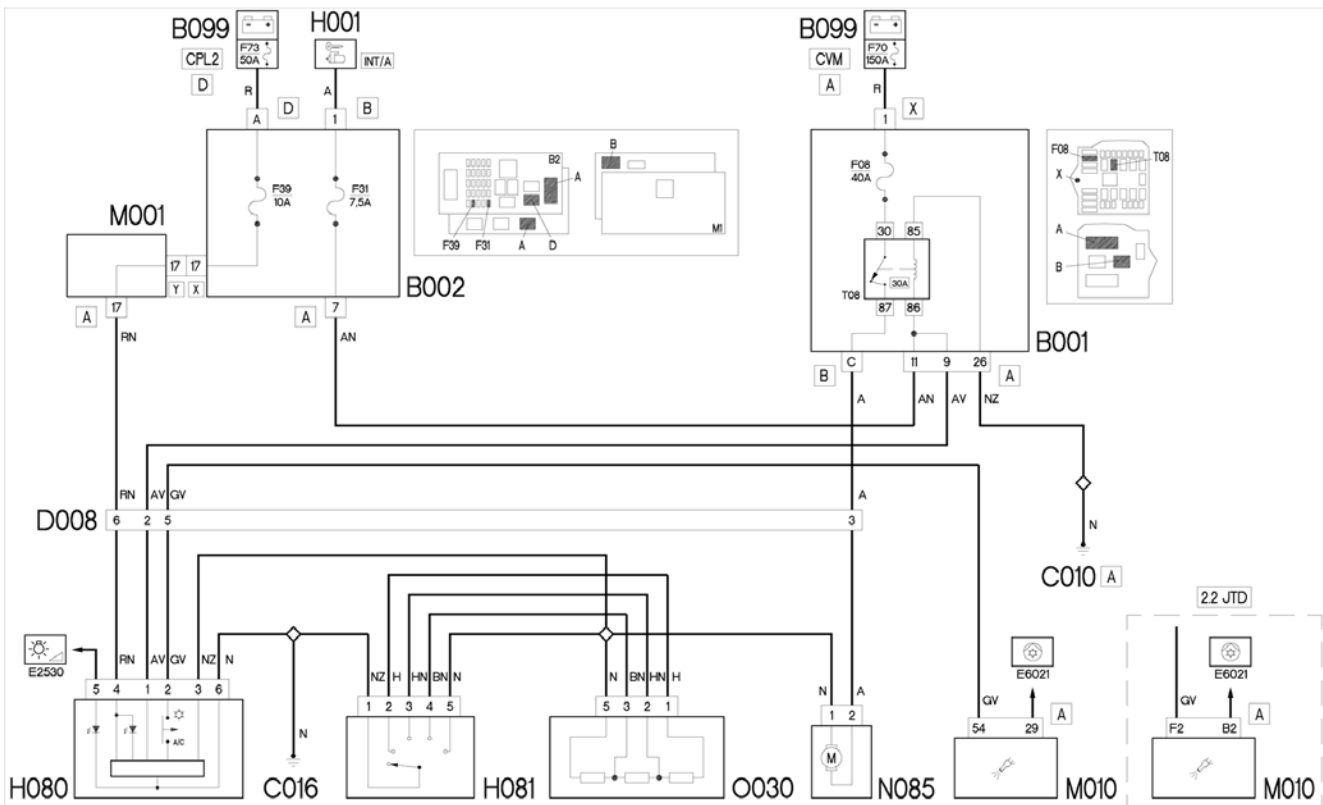 B099 H001 B099
F73
50A
CPL2
D
INT/A
F70
150A
CVM
A
R A R
D B X
A 1 1
F39
10A
F31
7,5A
B B2 A
F39 F31 A D M1
F08
40A
F08 T08
X
A
B
M001
17 17
Y X
B002
30 85
30A
T08
87 86
B001
A 17 A 7
RN AN
B C 11 9 26 A
A AN AV NZ
RN AV GV A
D008 6 2 5 3
N
C010 A
2.2 JTD
E2530
E6021 E6021
RN AV GV NZ N
N
NZ H HN BN N
N BN HN H
N A
GV A
GV A
5 4 1 2 3 6
1 2 3 4 5
5 3 2 1
1 2
54 29
F2 B2
A/C
M
H080 C016 H081 O030 N085 M010 M010